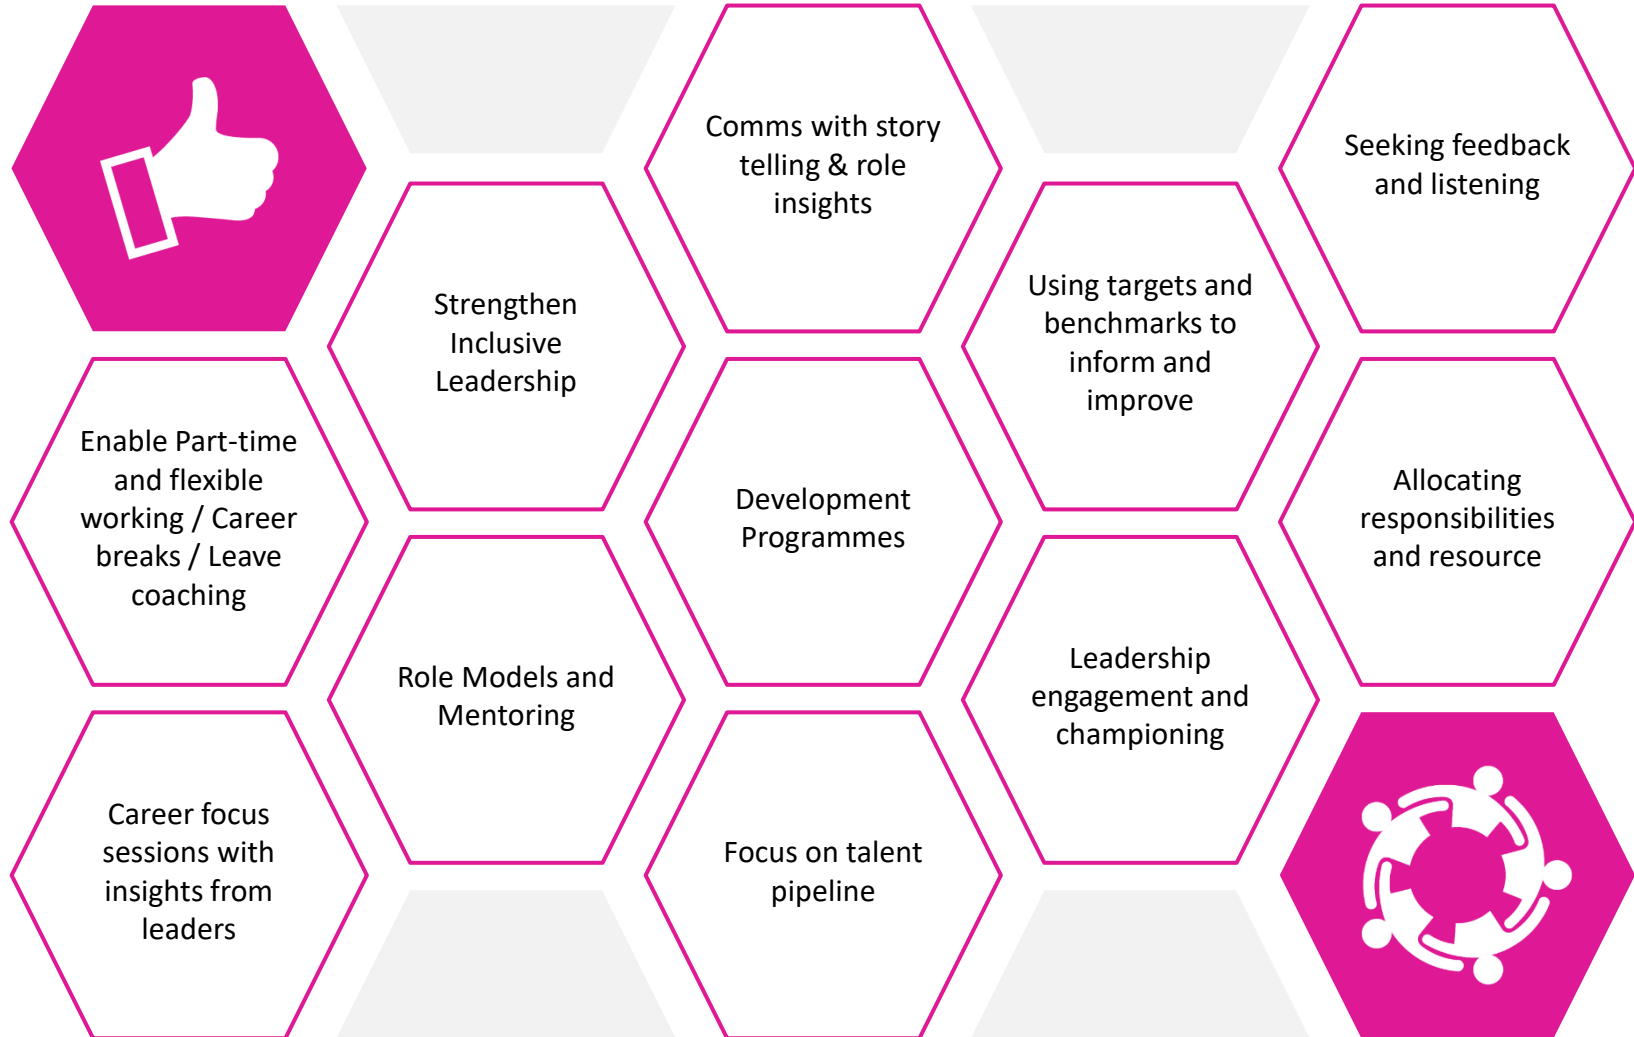 Comms with story
telling & role
insights
Seeking feedback
and listening
Strengthen
Inclusive
Leadership
Using targets and
benchmarks to
inform and
improve
Enable Part-time
and flexible
working / Career
breaks / Leave
coaching
Development
Programmes
Allocating
responsibilities
and resource
Role Models and
Mentoring
Leadership
engagement and
championing
Career focus
sessions with
insights from
leaders
Focus on talent
pipeline